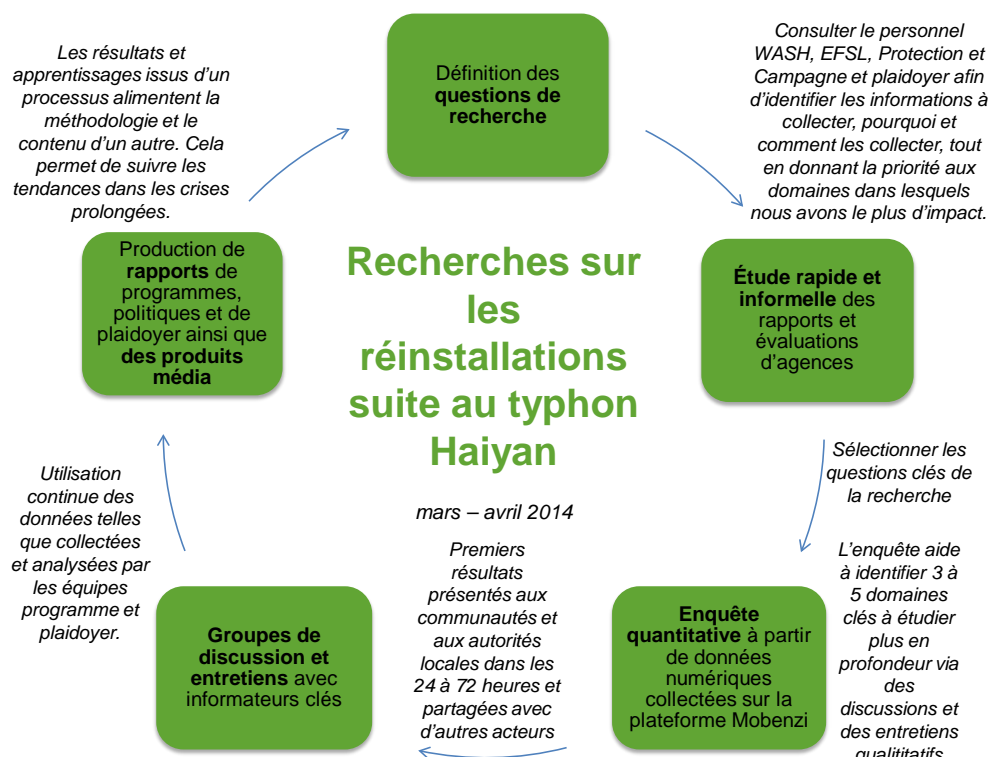 Définition des
questions de
recherche
Consulter le personnel
WASH, EFSL, Protection et
Campagne et plaidoyer afin
d'identifier les informations à
collecter, pourquoi et
comment les collecter, tout
en donnant la priorité aux
domaines dans lesquels
nous avons le plus d'impact.
Étude rapide et
informelle des
rapports et
évaluations
d'agences
Sélectionner les
questions clés de
la recherche
L'enquête aide
à identifier 3 à
5 domaines
clés à étudier
plus en
profondeur via
des
discussions et
des entretiens
qualititatifs
Enquête
quantitative à partir
de données
numériques
collectées sur la
plateforme Mobenzi
Premiers
résultats
présentés aux
communautés et
aux autorités
locales dans les
24 à 72 heures et
partagées avec
d'autres acteurs
Groupes de
discussion et
entretiens avec
informateurs clés
Utilisation
continue des
données telles
que collectées
et analysées par
les équipes
programme et
plaidoyer.
Production de
rapports de
programmes,
politiques et de
plaidoyer ainsi que
des produits
média
Les résultats et
apprentissages issus d'un
processus alimentent la
méthodologie et le
contenu d'un autre. Cela
permet de suivre les
tendances dans les crises
prolongées.
Recherches sur
les
réinstallations
suite au typhon
Haiyan
mars – avril 2014